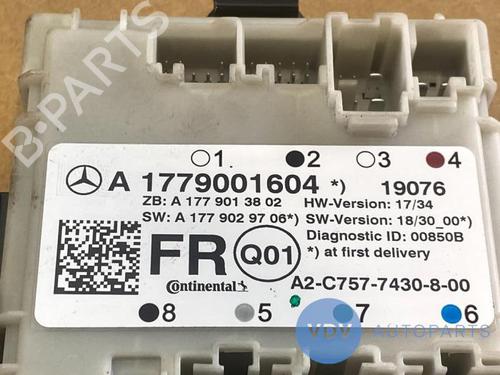 B-PARTS
1. 2 3 4
A 1779001604 *) 19076
ZB: A 177 901 3802 HW-Version: 17/34
SW: A 177 902 97 06*) SW-Version: 18/30_00*)
Diagnostic ID: 00850B
FR Q01 *) at first delivery
Continental A2-C757-7430-8-00
8 5 7 6
VDV AUTOPARTS